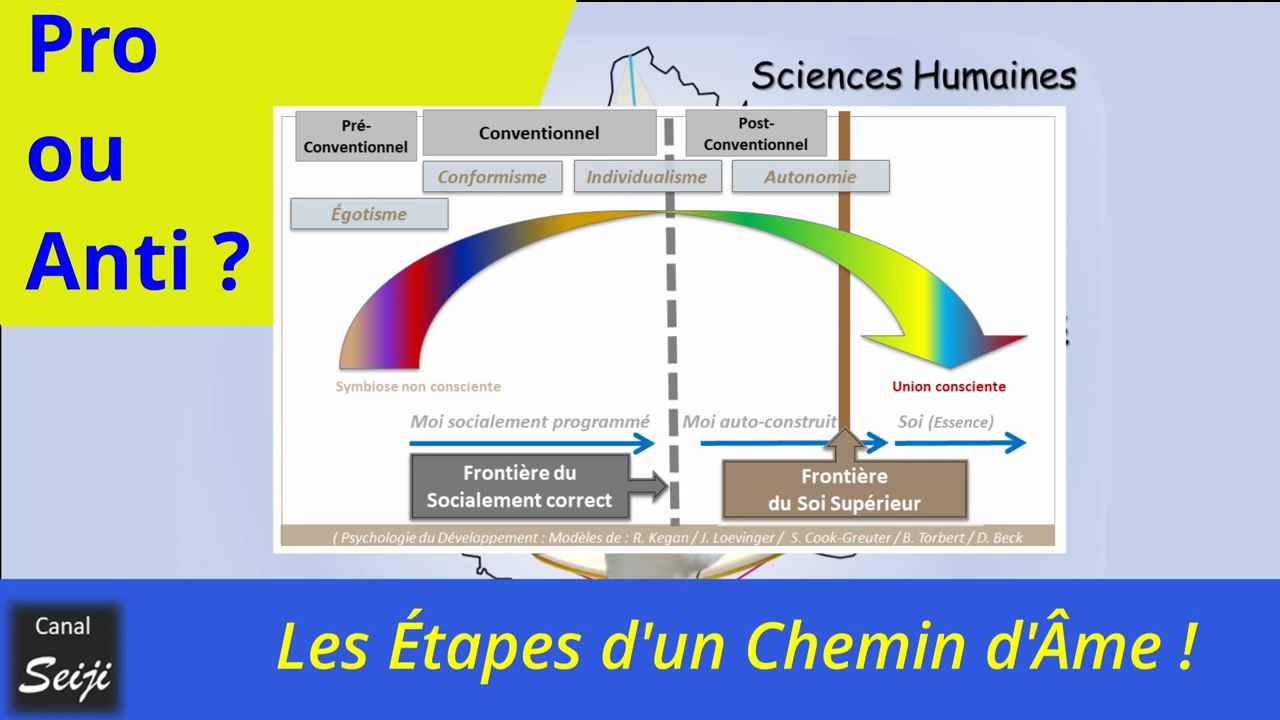 Pro
ou
Anti ?
Sciences Humaines
Pré-
Conventionnel
Conventionnel
Post-
Conventionnel
Conformisme
Individualisme
Autonomie
Égotisme
Symbiose non consciente
Union consciente
Moi socialement programmé
Moi auto-construit
Soi (Essence)
Frontière du
Socialement correct
Frontière
du Soi Supérieur
( Psychologie du Développement : Modèles de : R. Kegan / J. Loevinger / S. Cook-Greuter / B. Torbert / D. Beck
Canal
Seiji
Les Étapes d'un Chemin d'Âme !